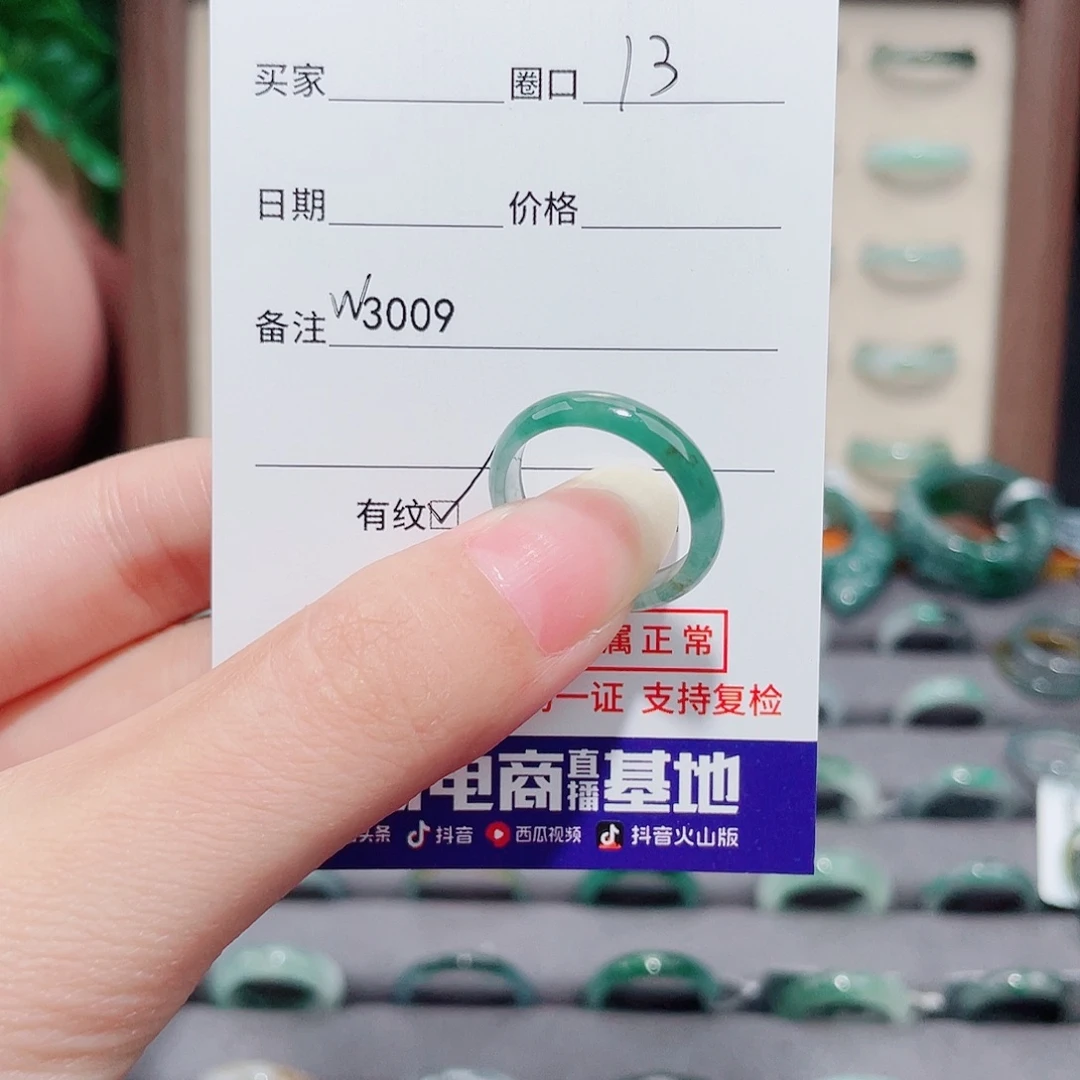 买家 圈口 13
日期 价格
备注 W3009
有纹☑
属正常
一证 支持复检
电商直播基地
头条 抖音 西瓜视频 抖音火山版